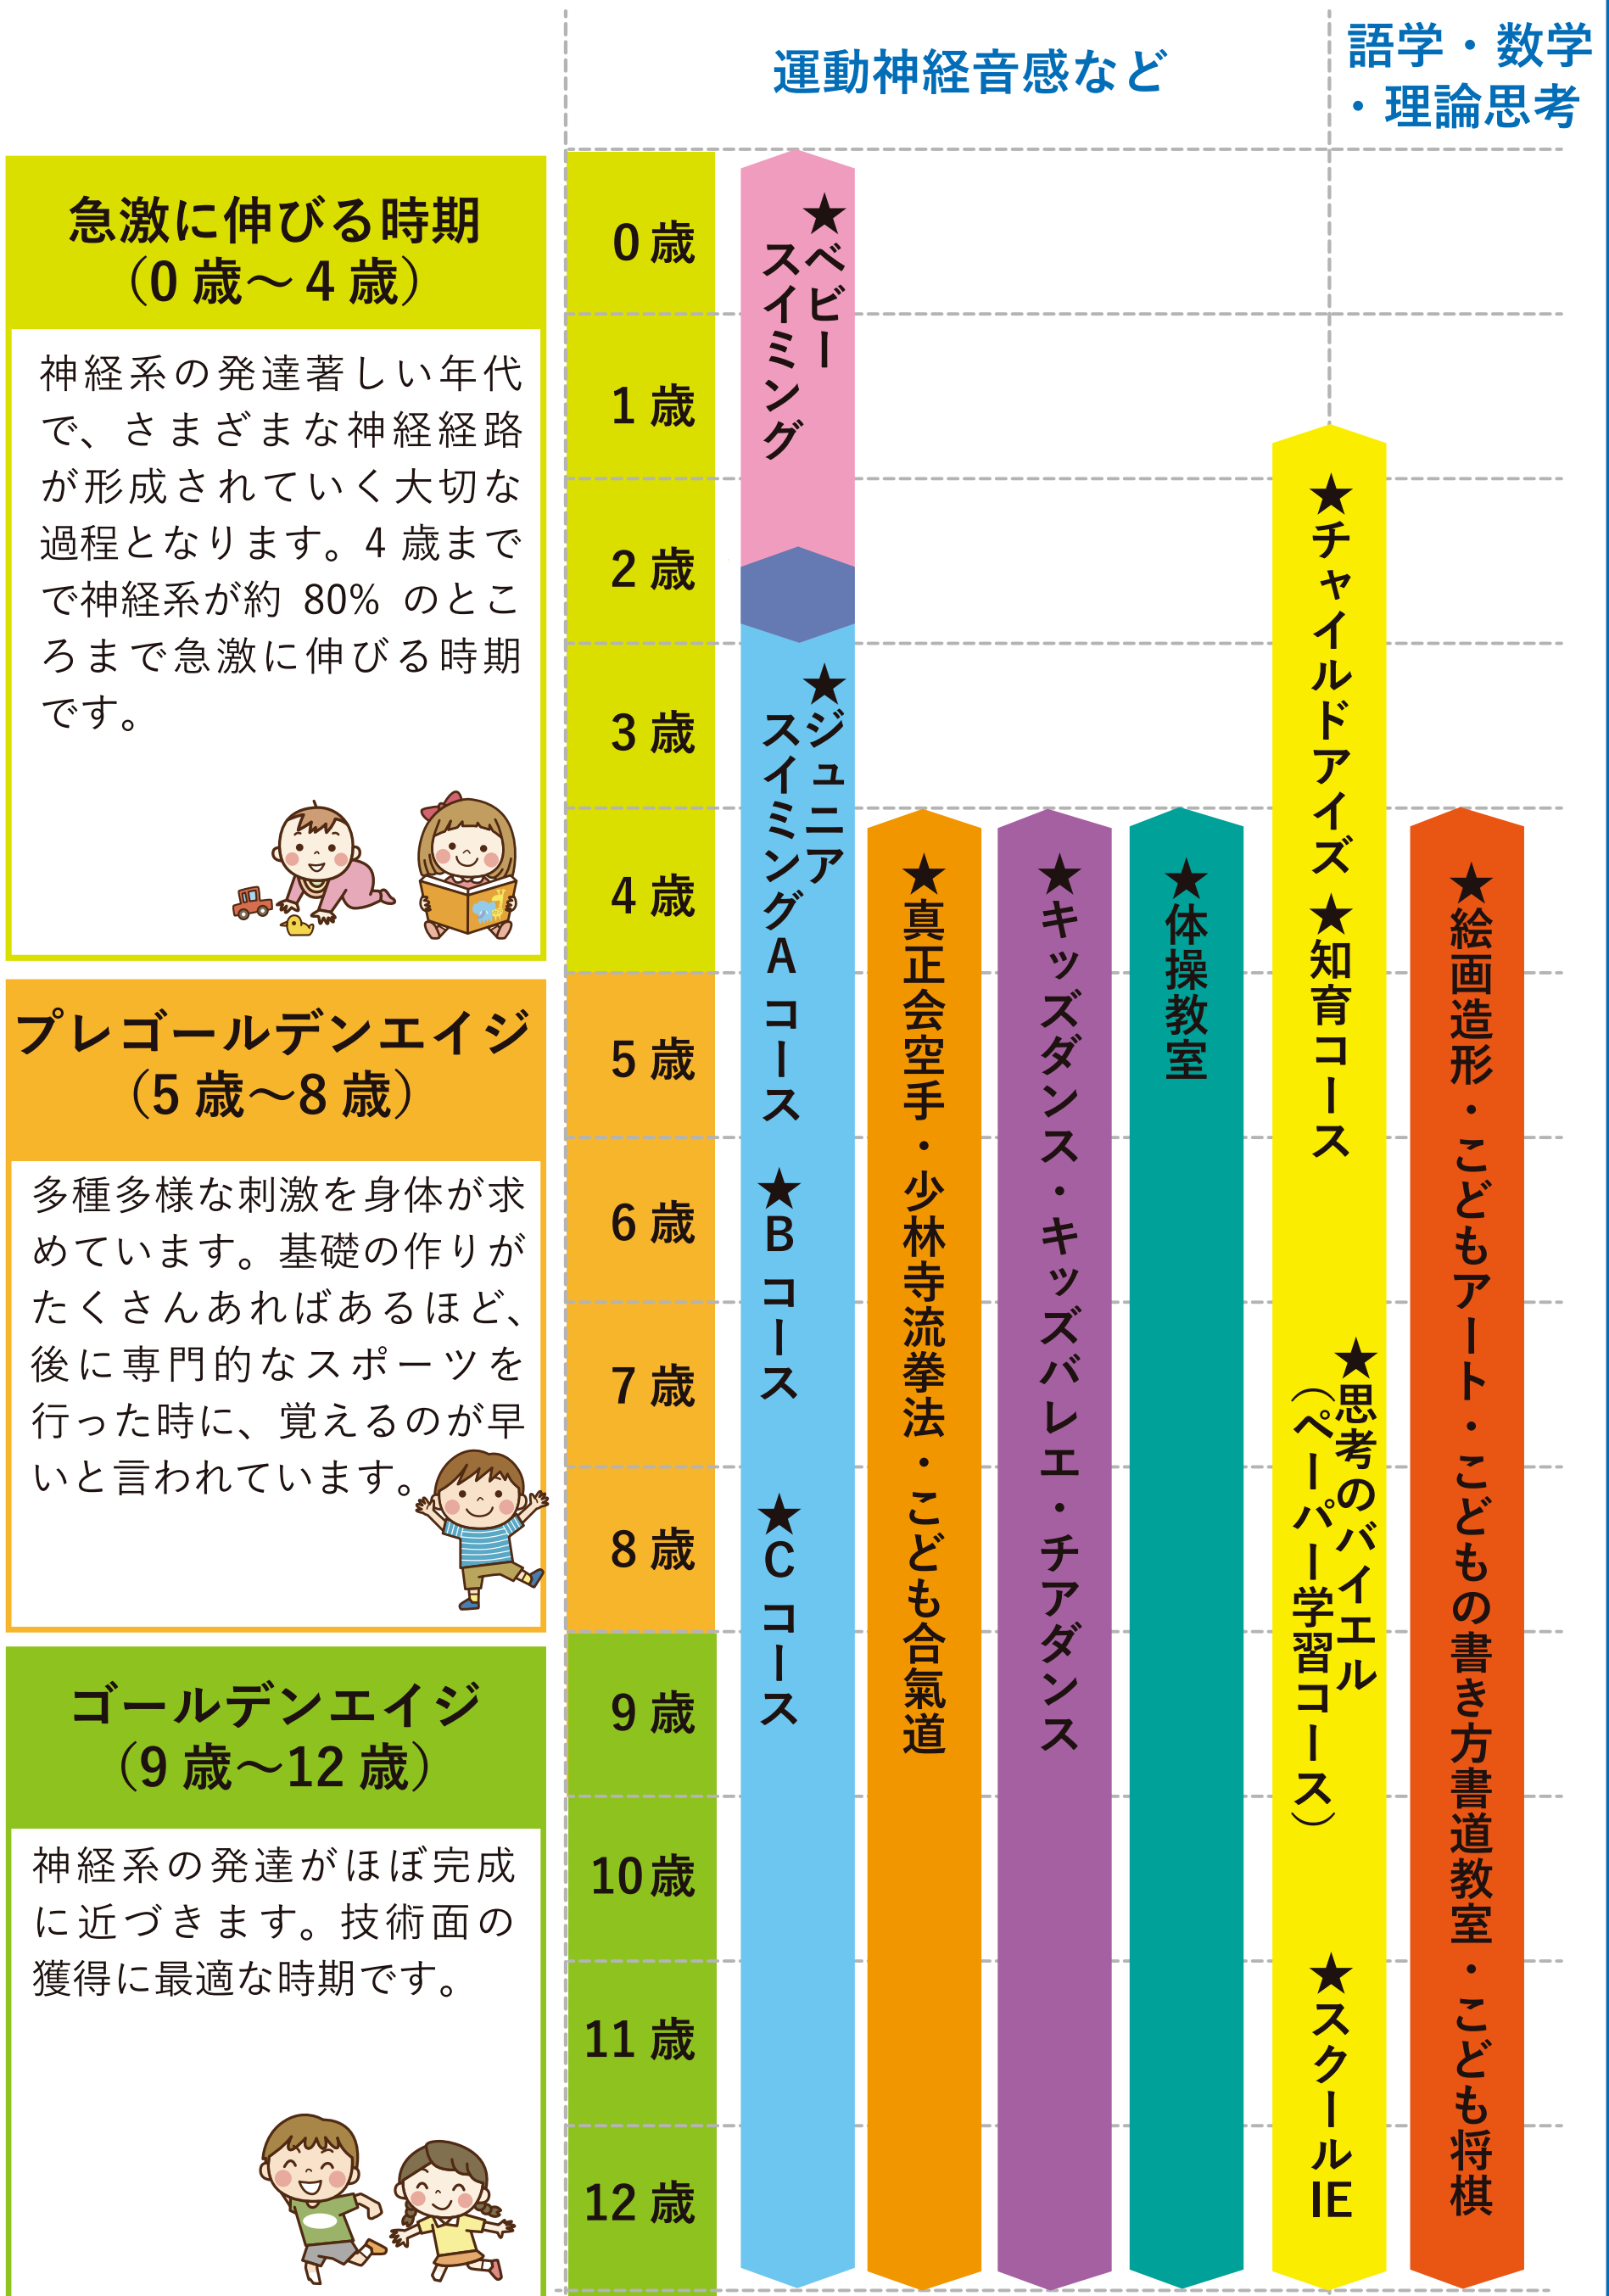 運動神経音感など
語学・数学
・理論思考
急激に伸びる時期
（0 歳～ 4 歳）
神経系の発達著しい年代
で、さまざまな神経経路
が形成されていく大切な
過程となります。4 歳まで
で神経系が約 80% のとこ
ろまで急激に伸びる時期
です。
プレゴールデンエイジ
（5 歳～8 歳）
多種多様な刺激を身体が求
めています。基礎の作りが
たくさんあればあるほど、
後に専門的なスポーツを
行った時に、覚えるのが早
いと言われています。
ゴールデンエイジ
（9 歳～12 歳）
神経系の発達がほぼ完成
に近づきます。技術面の
獲得に最適な時期です。
0 歳
1 歳
2 歳
3 歳
4 歳
5 歳
6 歳
7 歳
8 歳
9 歳
10歳
11 歳
12 歳
★ベビー
スイミング
★ジュニア
スイミングA コース
★B コース
★C コース
★真正会空手・少林寺流拳法・こども合氣道
★キッズダンス・キッズバレエ・チアダンス
★体操教室
★チャイルドアイズ
★知育コース
★思考のバイエル
（ペーパー学習コース）
★スクールIE
★絵画造形・こどもアート・こどもの書き方書道教室・こども将棋